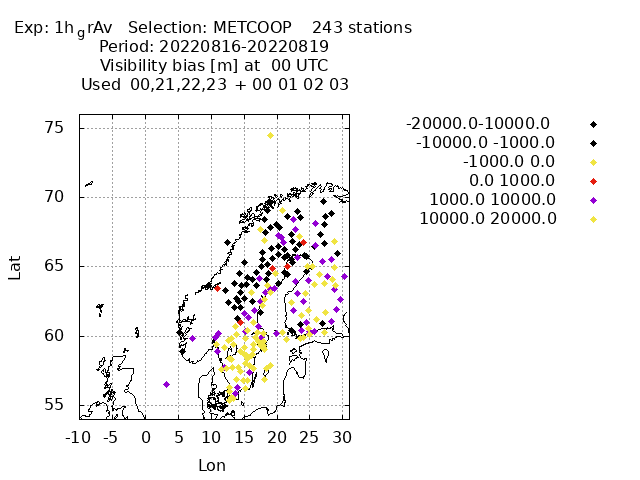 Exp: 1h_grAv Selection: METCOOP 243 stations
Period: 20220816-20220819
Visibility bias [m] at 00 UTC
Used 00,21,22,23 + 00 01 02 03
-20000.0-10000.0
-10000.0 -1000.0
-1000.0 0.0
0.0 1000.0
1000.0 10000.0
10000.0 20000.0
75
70
65
60
55
Lat
-10 -5 0 5 10 15 20 25 30
Lon